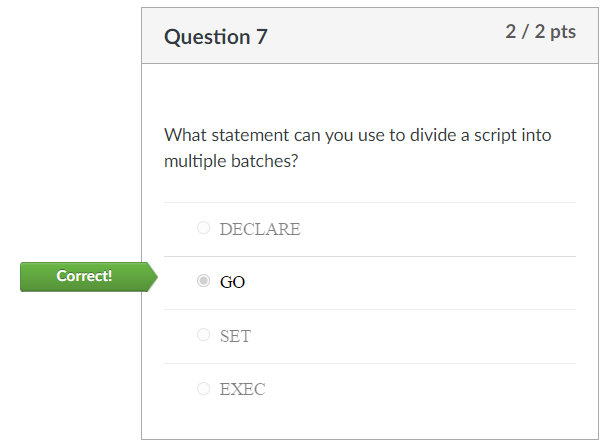 Question 7
2 / 2 pts
What statement can you use to divide a script into
multiple batches?
DECLARE
Correct!
GO
SET
EXEC